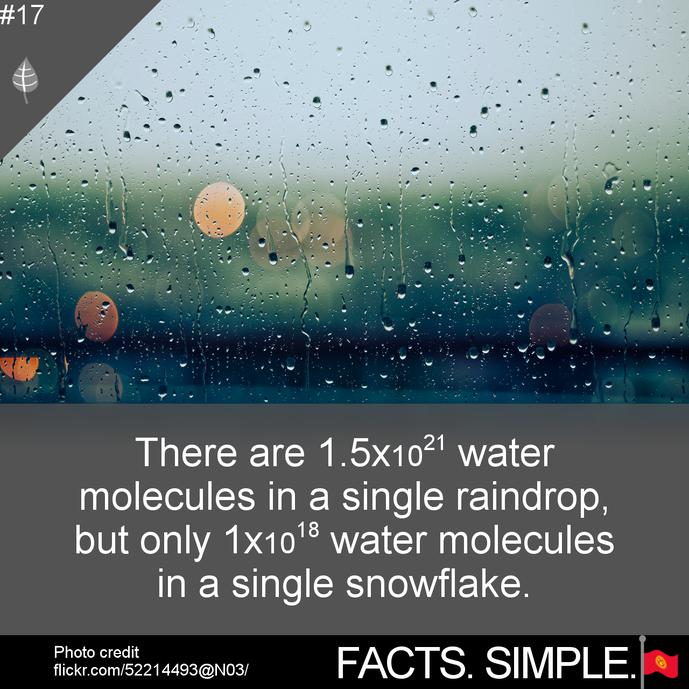 #17
There are 1.5x10²¹ water
molecules in a single raindrop,
but only 1x10¹⁸ water molecules
in a single snowflake.
Photo credit
flickr.com/52214493@N03/
FACTS. SIMPLE.